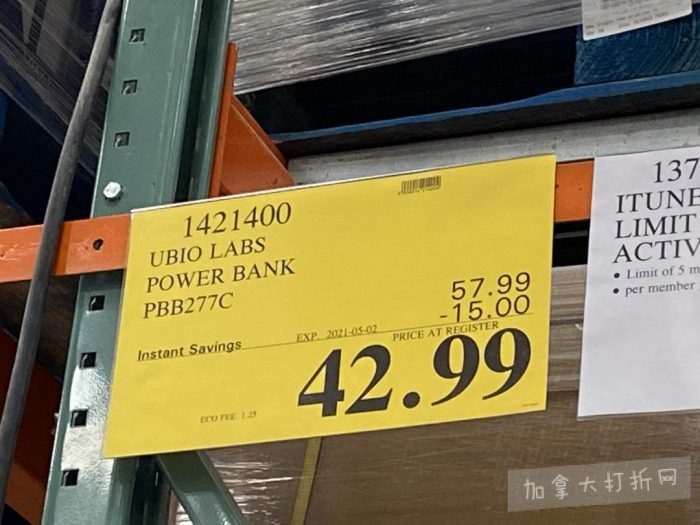 1421400
UBIO LABS
POWER BANK
PBB277C
57.99
-15.00
Instant Savings
EXP. 2021-05-02
PRICE AT REGISTER
42.99
ECO FEE 1.25
137
ITUNE
LIMIT
ACTIV
• Limit of 5 m
• per member
加拿大打折网